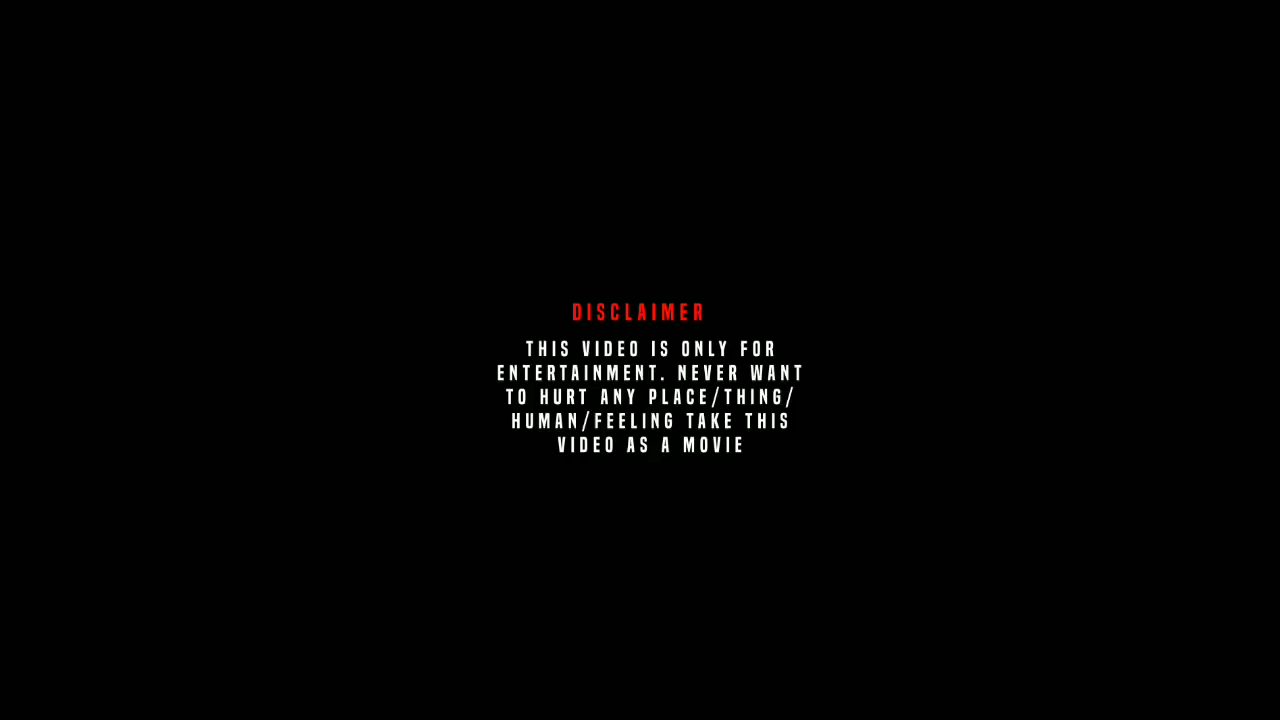 DISCLAIMER
THIS VIDEO IS ONLY FOR
ENTERTAINMENT. NEVER WANT
TO HURT ANY PLACE/THING/
HUMAN/FEELING TAKE THIS
VIDEO AS A MOVIE